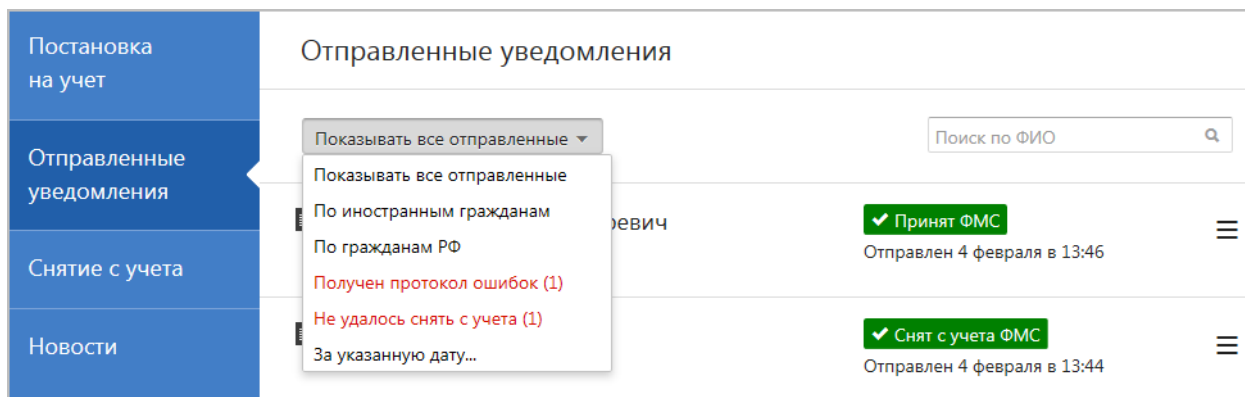 Постановка
на учет
Отправленные
уведомления
Снятие с учета
Новости
Отправленные уведомления
Показывать все отправленные
Поиск по ФИО
Показывать все отправленные
По иностранным гражданам
По гражданам РФ
Получен протокол ошибок (1)
Не удалось снять с учета (1)
За указанную дату...
Принят ФМС
Отправлен 4 февраля в 13:46
Снят с учета ФМС
Отправлен 4 февраля в 13:44